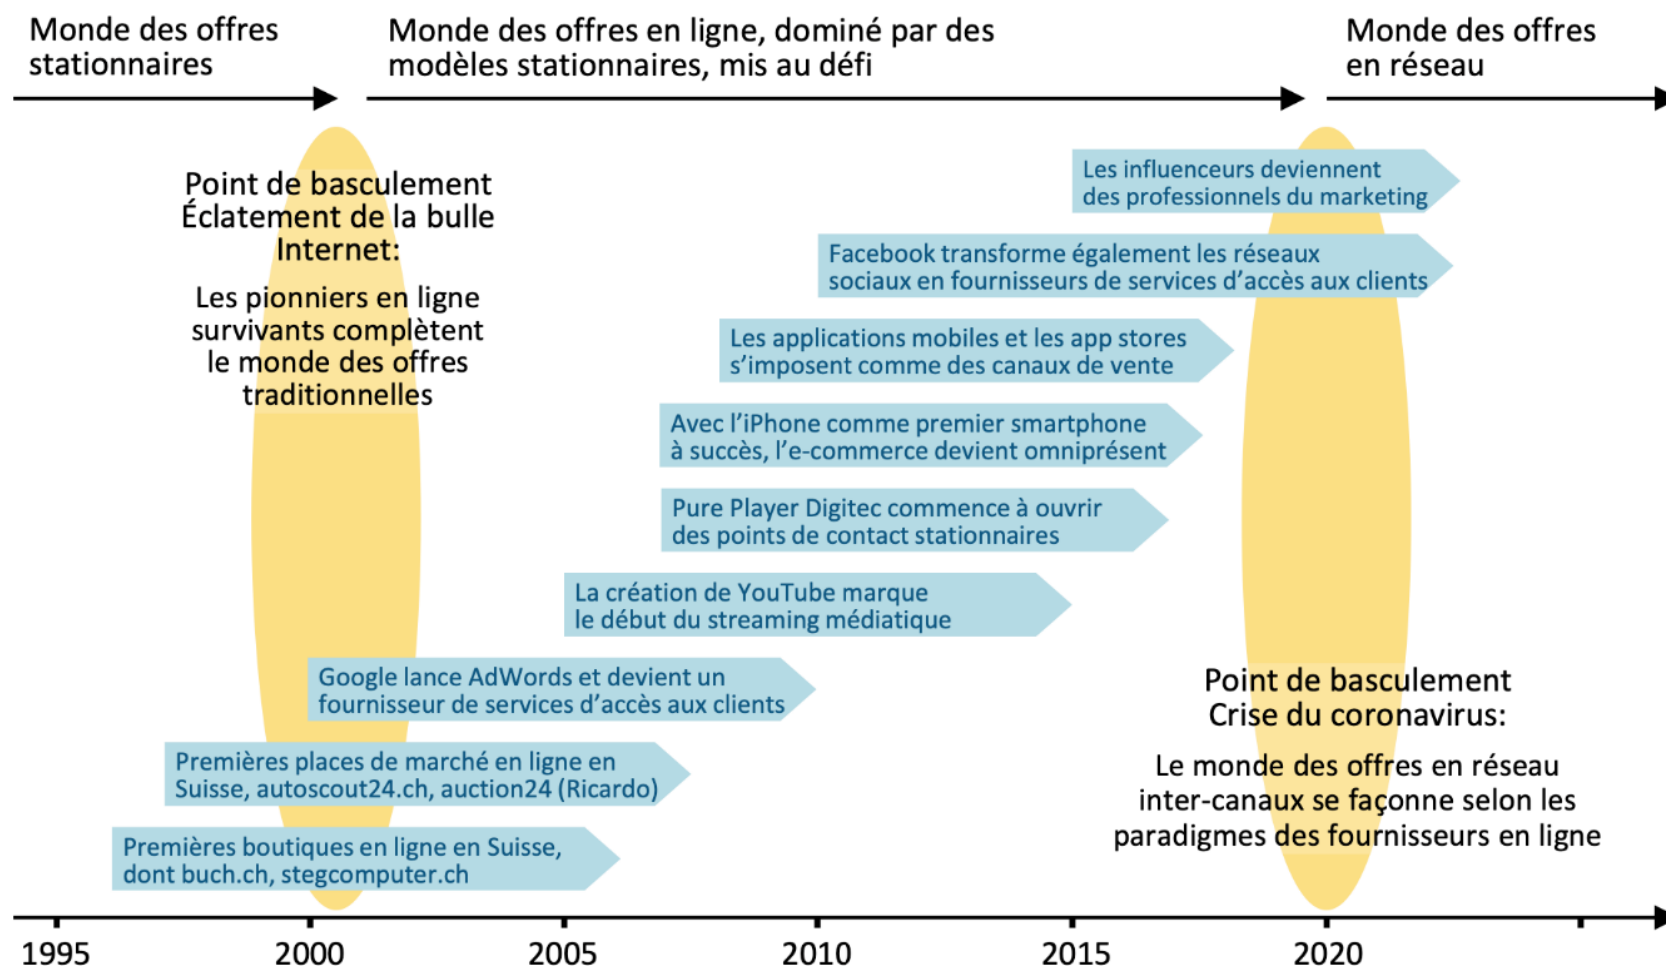 Monde des offres
stationnaires
Monde des offres en ligne, dominé par des
modèles stationnaires, mis au défi
Monde des offres
en réseau
Point de basculement
Éclatement de la bulle
Internet:
Les pionniers en ligne
survivants complètent
le monde des offres
traditionnelles
Les influenceurs deviennent
des professionnels du marketing
Facebook transforme également les réseaux
sociaux en fournisseurs de services d’accès aux clients
Les applications mobiles et les app stores
s’imposent comme des canaux de vente
Avec l’iPhone comme premier smartphone
à succès, l’e-commerce devient omniprésent
Pure Player Digitec commence à ouvrir
des points de contact stationnaires
La création de YouTube marque
le début du streaming médiatique
Google lance AdWords et devient un
fournisseur de services d’accès aux clients
Premières places de marché en ligne en
Suisse, autoscout24.ch, auction24 (Ricardo)
Premières boutiques en ligne en Suisse,
dont buch.ch, stegcomputer.ch
Point de basculement
Crise du coronavirus:
Le monde des offres en réseau
inter-canaux se façonne selon les
paradigmes des fournisseurs en ligne
1995 2000 2005 2010 2015 2020